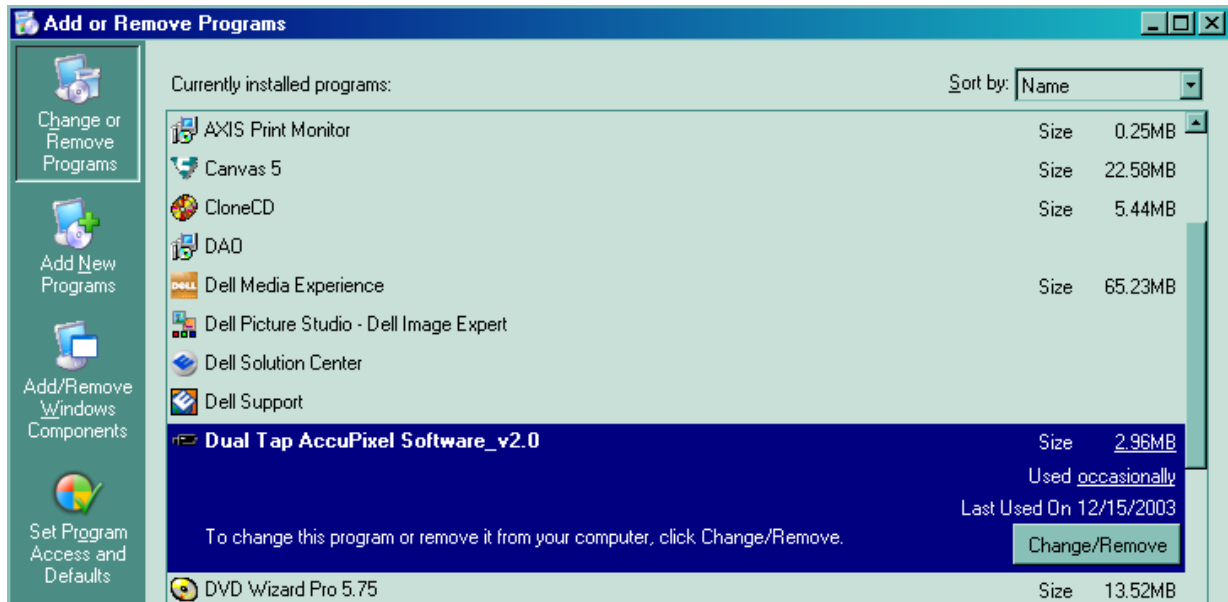 Add or Remove Programs
Change or
Remove
Programs
Add New
Programs
Add/Remove
Windows
Components
Set Program
Access and
Defaults
Currently installed programs:
Sort by: Name
AXIS Print Monitor Size 0.25MB
Canvas 5 Size 22.58MB
CloneCD Size 5.44MB
DAO
Dell Media Experience Size 65.23MB
Dell Picture Studio - Dell Image Expert
Dell Solution Center
Dell Support
Dual Tap AccuPixel Software_v2.0 Size 2.96MB
Used occasionally
Last Used On 12/15/2003
To change this program or remove it from your computer, click Change/Remove. Change/Remove
DVD Wizard Pro 5.75 Size 13.52MB